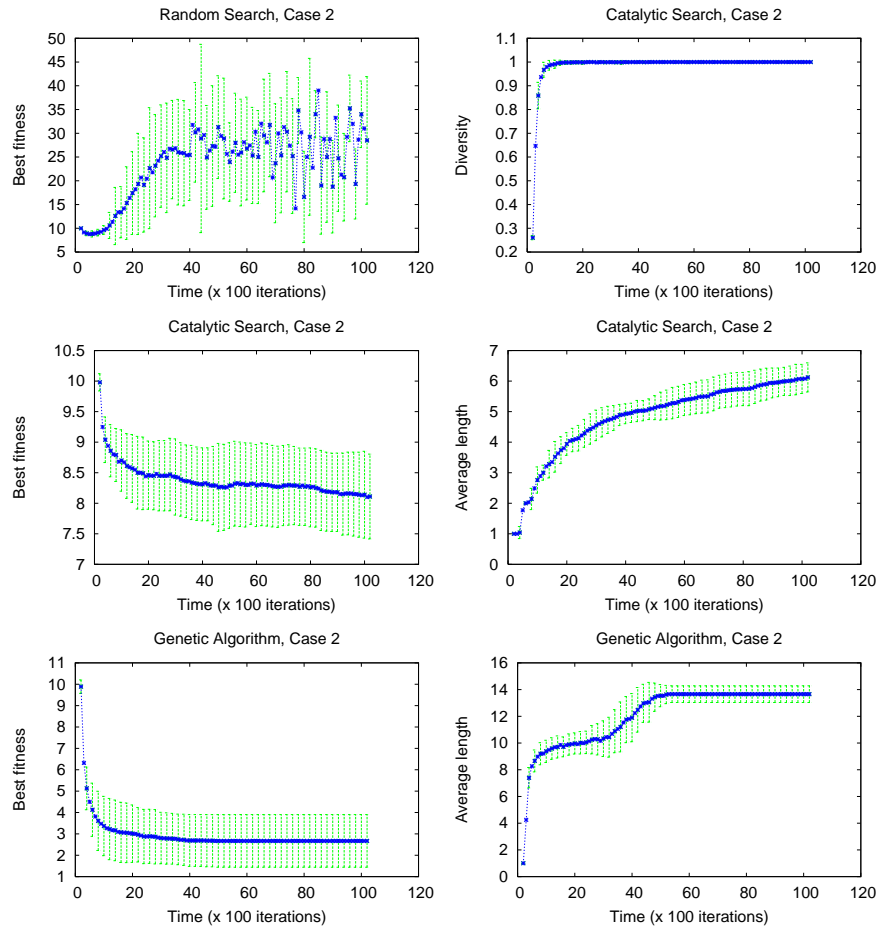 Random Search, Case 2
Best fitness
50
45
40
35
30
25
20
15
10
5
0 20 40 60 80 100 120
Time (x 100 iterations)
Catalytic Search, Case 2
Diversity
1.1
1
0.9
0.8
0.7
0.6
0.5
0.4
0.3
0.2
0 20 40 60 80 100 120
Time (x 100 iterations)
Catalytic Search, Case 2
Best fitness
10.5
10
9.5
9
8.5
8
7.5
7
0 20 40 60 80 100 120
Time (x 100 iterations)
Catalytic Search, Case 2
Average length
7
6
5
4
3
2
1
0
0 20 40 60 80 100 120
Time (x 100 iterations)
Genetic Algorithm, Case 2
Best fitness
11
10
9
8
7
6
5
4
3
2
1
0 20 40 60 80 100 120
Time (x 100 iterations)
Genetic Algorithm, Case 2
Average length
16
14
12
10
8
6
4
2
0
0 20 40 60 80 100 120
Time (x 100 iterations)